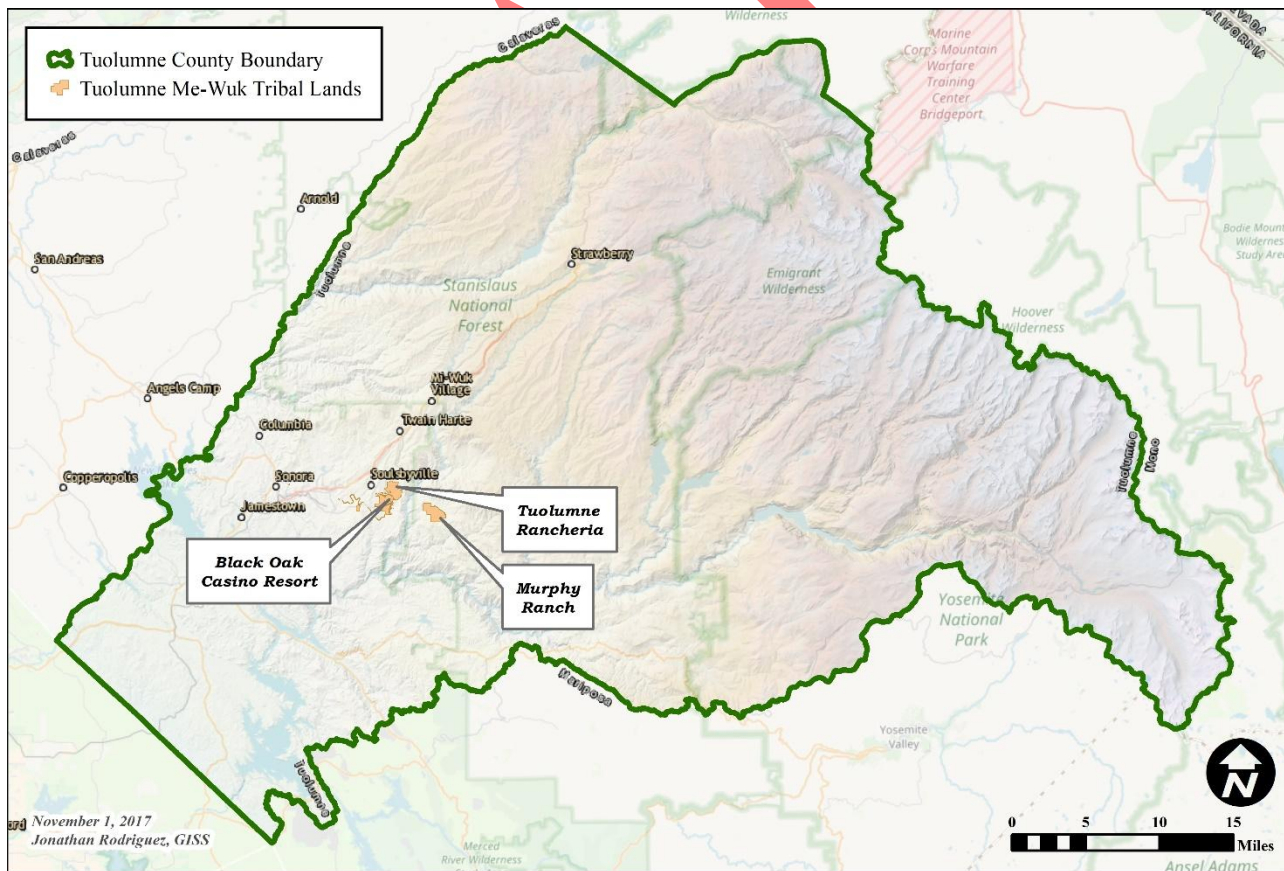 Tuolumne County Boundary
Tuolumne Me-Wuk Tribal Lands
Wilderness
Calaveras
NEVADA
CALIFORNIA
Marine
Corps Mountain
Warfare
Training
Center
Bridgeport
Calaveras
Arnold
San Andreas
Tuolumne
Strawberry
Stanislaus
National
Forest
Emigrant
Wilderness
Bodie Mount
Wilderness
Study Area
Hoover
Wilderness
Angels Camp
Mi-Wuk
Village
Twain Harte
Columbia
Copperopolis
Sonora
Soulsbyville
Jamestown
Tuolumne
Mono
Tuolumne
Rancheria
Black Oak
Casino Resort
Murphy
Ranch
Yosemite
National
Park
Mariposa
Yosemite
Valley
Tuolumne
N
November 1, 2017
Jonathan Rodriguez, GISS
ord
Merced
River Wilderness
0 5 10 15
Miles
Ansel Adams